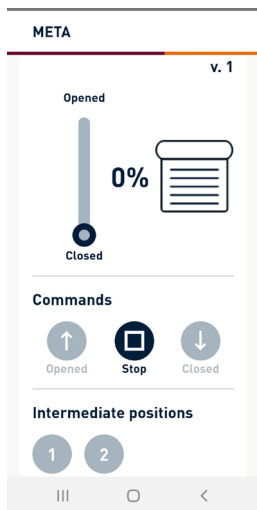 META
v. 1
Opened
0%
Closed
Commands
Opened Stop Closed
Intermediate positions
1 2